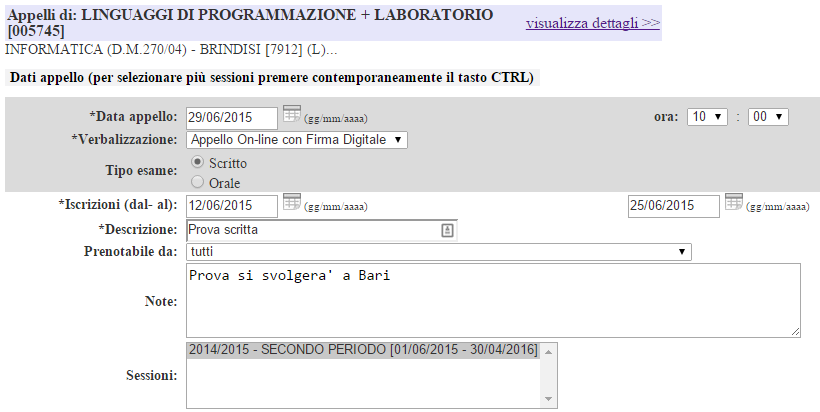 Appelli di: LINGUAGGI DI PROGRAMMAZIONE + LABORATORIO
[005745]
visualizza dettagli >>
INFORMATICA (D.M.270/04) - BRINDISI [7912] (L)...
Dati appello (per selezionare più sessioni premere contemporaneamente il tasto CTRL)
*Data appello: 29/06/2015 (gg/mm/aaaa) ora: 10 : 00
*Verbalizzazione: Appello On-line con Firma Digitale
Tipo esame: Scritto
Orale
*Iscrizioni (dal- al): 12/06/2015 (gg/mm/aaaa) 25/06/2015 (gg/mm/aaaa)
*Descrizione: Prova scritta
Prenotabile da: tutti
Note: Prova si svolgera' a Bari
Sessioni: 2014/2015 - SECONDO PERIODO [01/06/2015 - 30/04/2016]